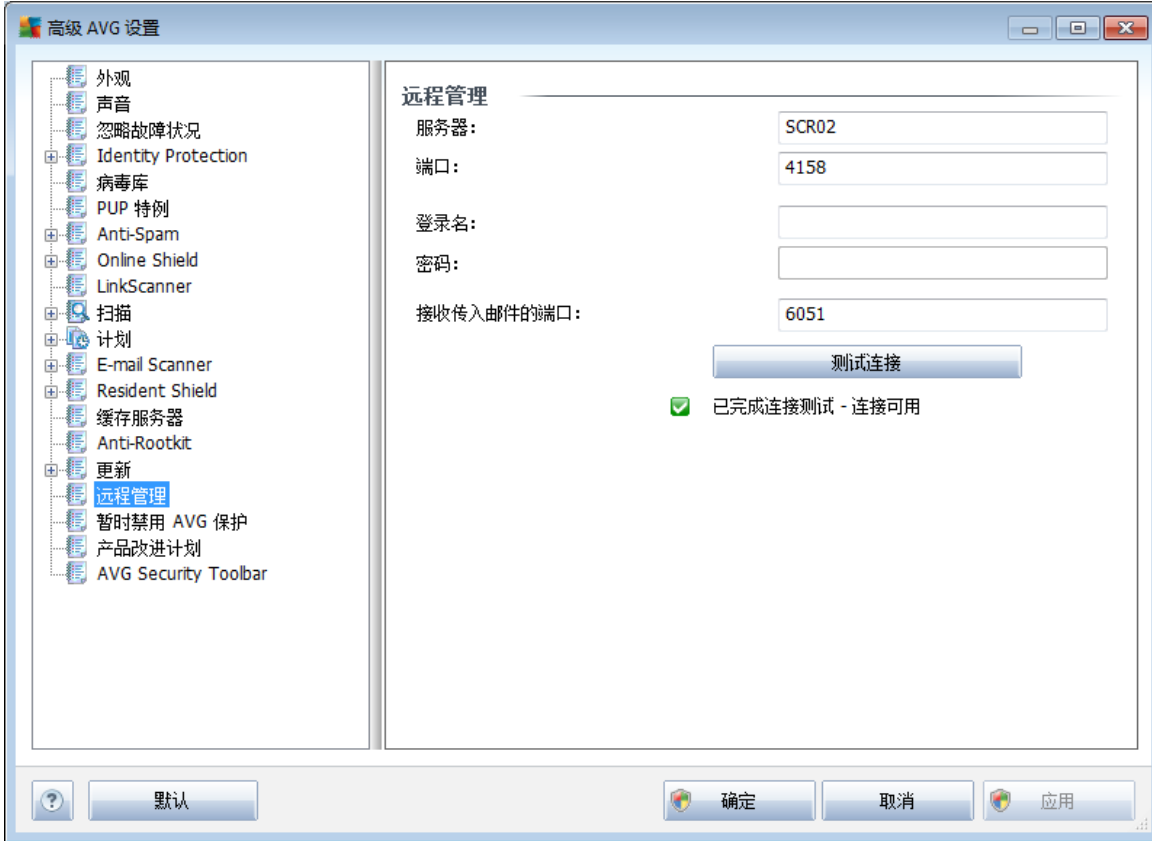 高级 AVG 设置
外观
声音
忽略故障状况
Identity Protection
病毒库
PUP 特例
Anti-Spam
Online Shield
LinkScanner
扫描
计划
E-mail Scanner
Resident Shield
缓存服务器
Anti-Rootkit
更新
远程管理
暂时禁用 AVG 保护
产品改进计划
AVG Security Toolbar
远程管理
服务器: SCR02
端口: 4158
登录名:
密码:
接收传入邮件的端口: 6051
测试连接
已完成连接测试 - 连接可用
? 默认 确定 取消 应用